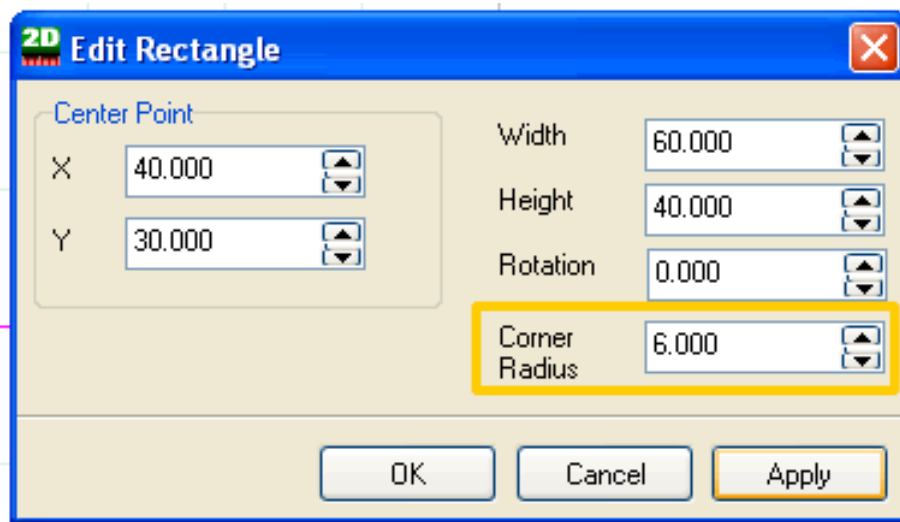 2D Edit Rectangle
Center Point
X 40.000
Y 30.000
Width 60.000
Height 40.000
Rotation 0.000
Corner
Radius
6.000
OK Cancel Apply